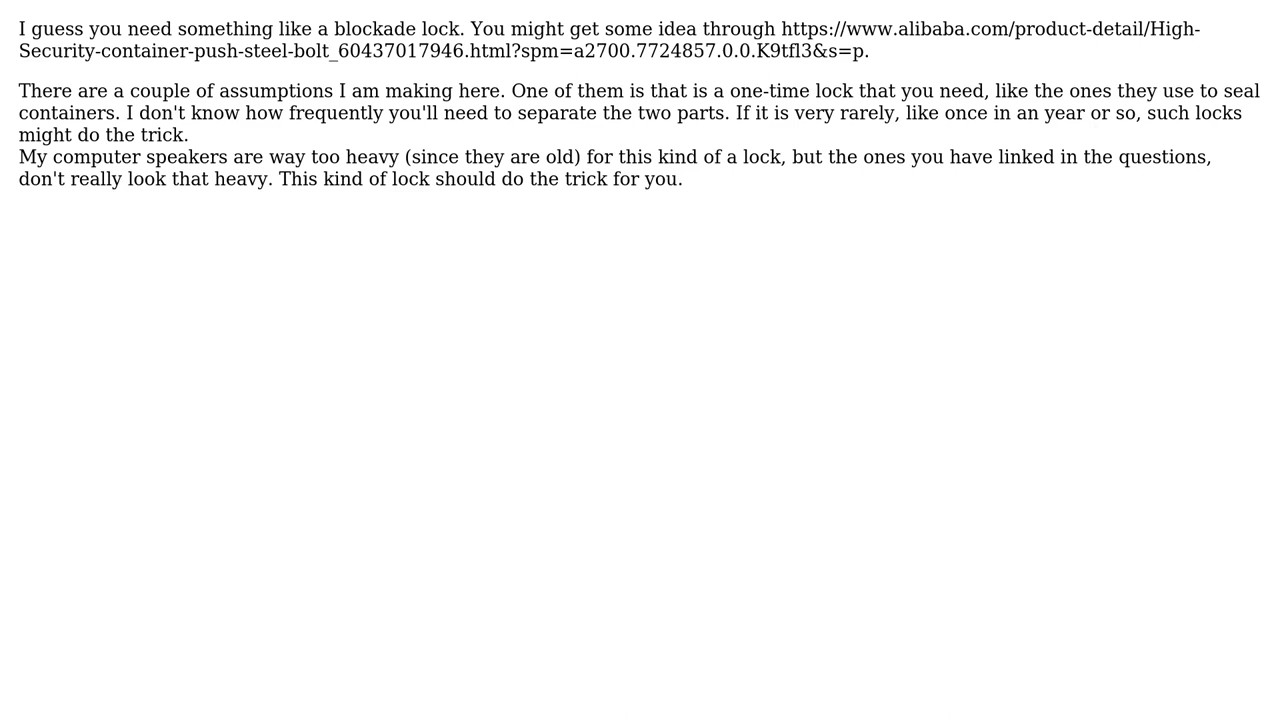 I guess you need something like a blockade lock. You might get some idea through https://www.alibaba.com/product-detail/High-
Security-container-push-steel-bolt_60437017946.html?spm=a2700.7724857.0.0.K9tfl3&s=p.
There are a couple of assumptions I am making here. One of them is that is a one-time lock that you need, like the ones they use to seal
containers. I don't know how frequently you'll need to separate the two parts. If it is very rarely, like once in an year or so, such locks
might do the trick.
My computer speakers are way too heavy (since they are old) for this kind of a lock, but the ones you have linked in the questions,
don't really look that heavy. This kind of lock should do the trick for you.